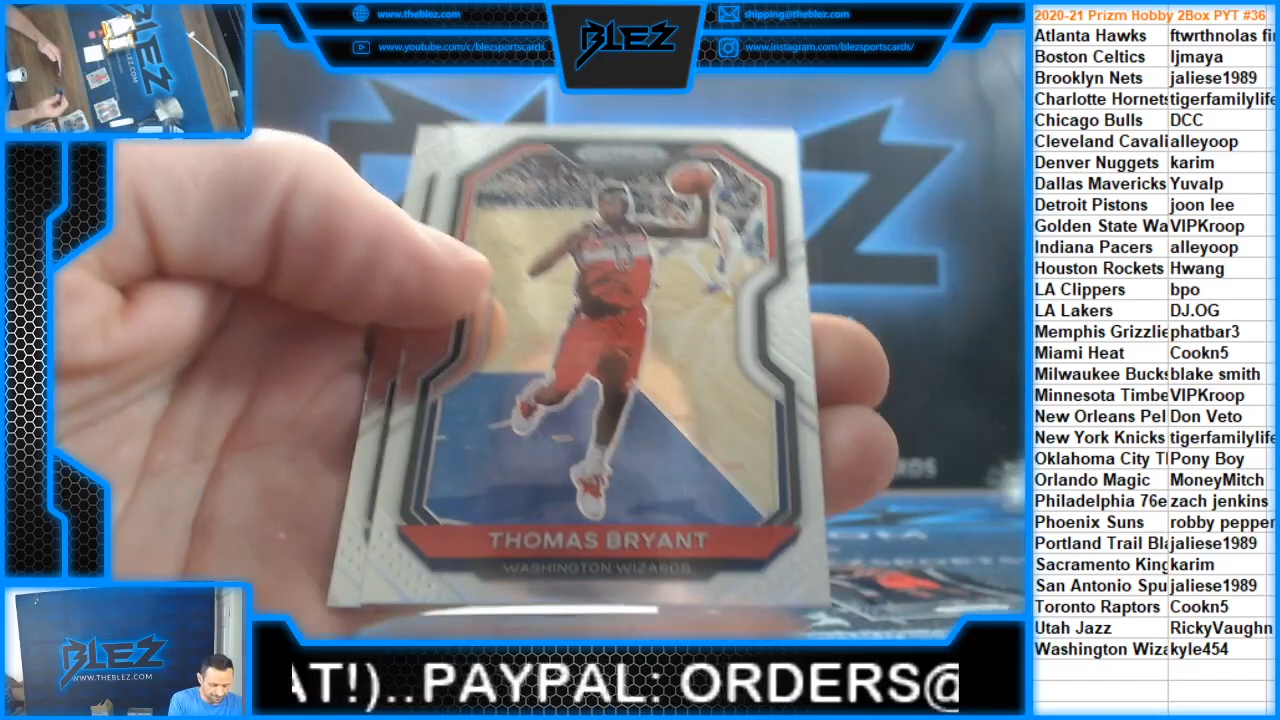 www.theblez.com
www.youtube.com/c/blezsportscards
BLEZ
shipping@theblez.com
www.instagram.com/blezsportscards/
BLEZ
.COM
THOMAS BRYANT
WASHINGTON WIZARDS
BLEZ
WWW.THEBLEZ.COM
AT!)..PAYPAL: ORDERS@
2020-21 Prizm Hobby 2Box PYT #36
Atlanta Hawks ftwrthnolas fi
Boston Celtics ljmaya
Brooklyn Nets jaliese1989
Charlotte Hornets tigerfamilylife
Chicago Bulls DCC
Cleveland Cavali alleyoop
Denver Nuggets karim
Dallas Mavericks Yuvalp
Detroit Pistons joon lee
Golden State Wa VIPKroop
Indiana Pacers alleyoop
Houston Rockets Hwang
LA Clippers bpo
LA Lakers DJ.OG
Memphis Grizzlie phatbar3
Miami Heat Cookn5
Milwaukee Bucks blake smith
Minnesota Timbe VIPKroop
New Orleans Pel Don Veto
New York Knicks tigerfamilylife
Oklahoma City Tl Pony Boy
Orlando Magic MoneyMitch
Philadelphia 76e zach jenkins
Phoenix Suns robby pepper
Portland Trail Bla jaliese1989
Sacramento King karim
San Antonio Spu jaliese1989
Toronto Raptors Cookn5
Utah Jazz RickyVaughn
Washington Wiza kyle454